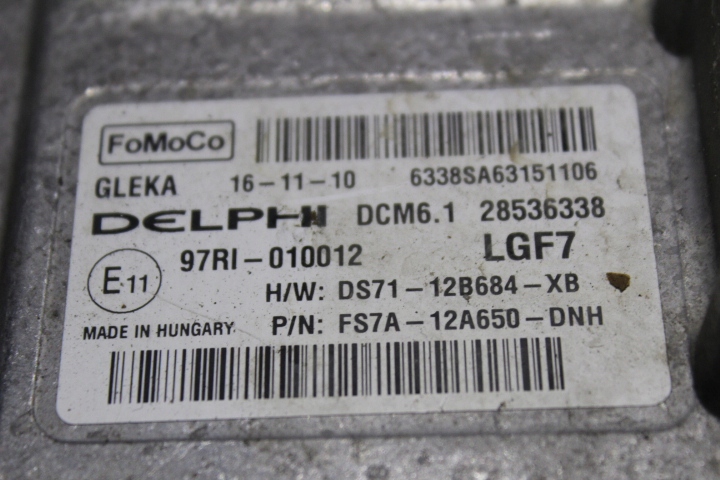 FoMoCo
GLEKA 16-11-10 6338SA63151106
DELPHI DCM6.1 28536338
E11 97RI-010012 LGF7
H/W: DS71-12B684-XB
MADE IN HUNGARY. P/N: FS7A-12A650-DNH